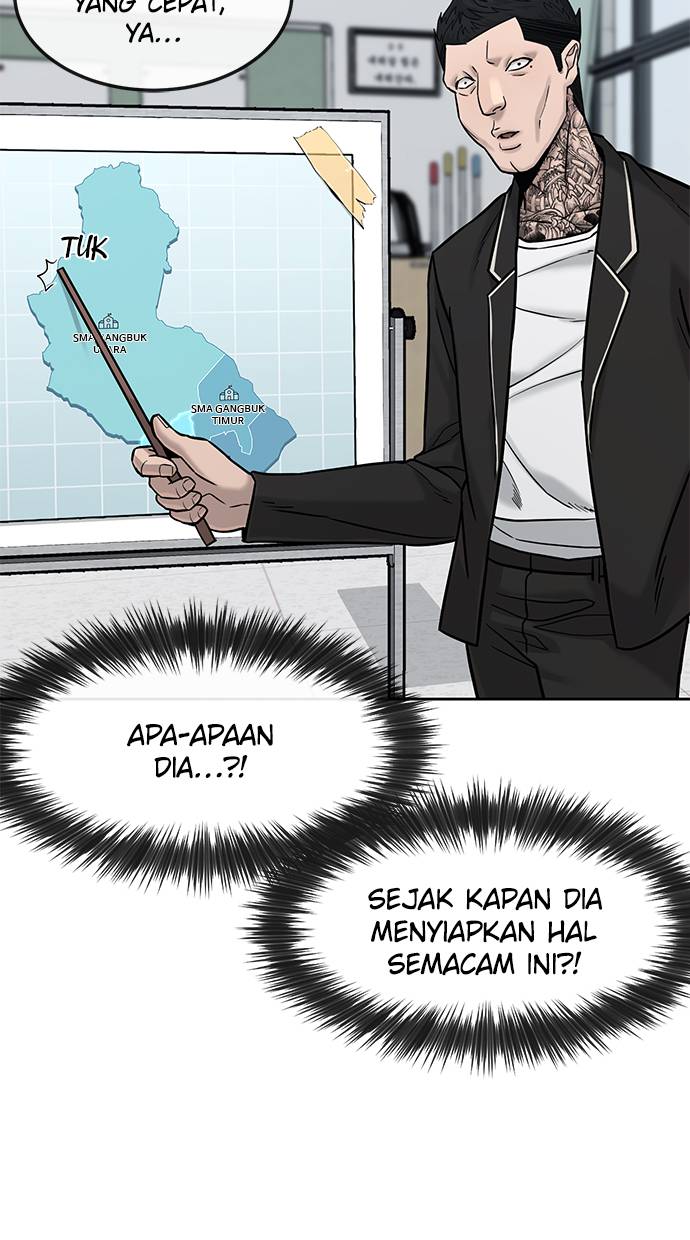 YANG CEPAT,
YA...
TUK
SMA GANGBUK
UTARA
SMA GANGBUK
TIMUR
APA-APAAN
DIA...?!
SEJAK KAPAN DIA
MENYIAPKAN HAL
SEMACAM INI?!